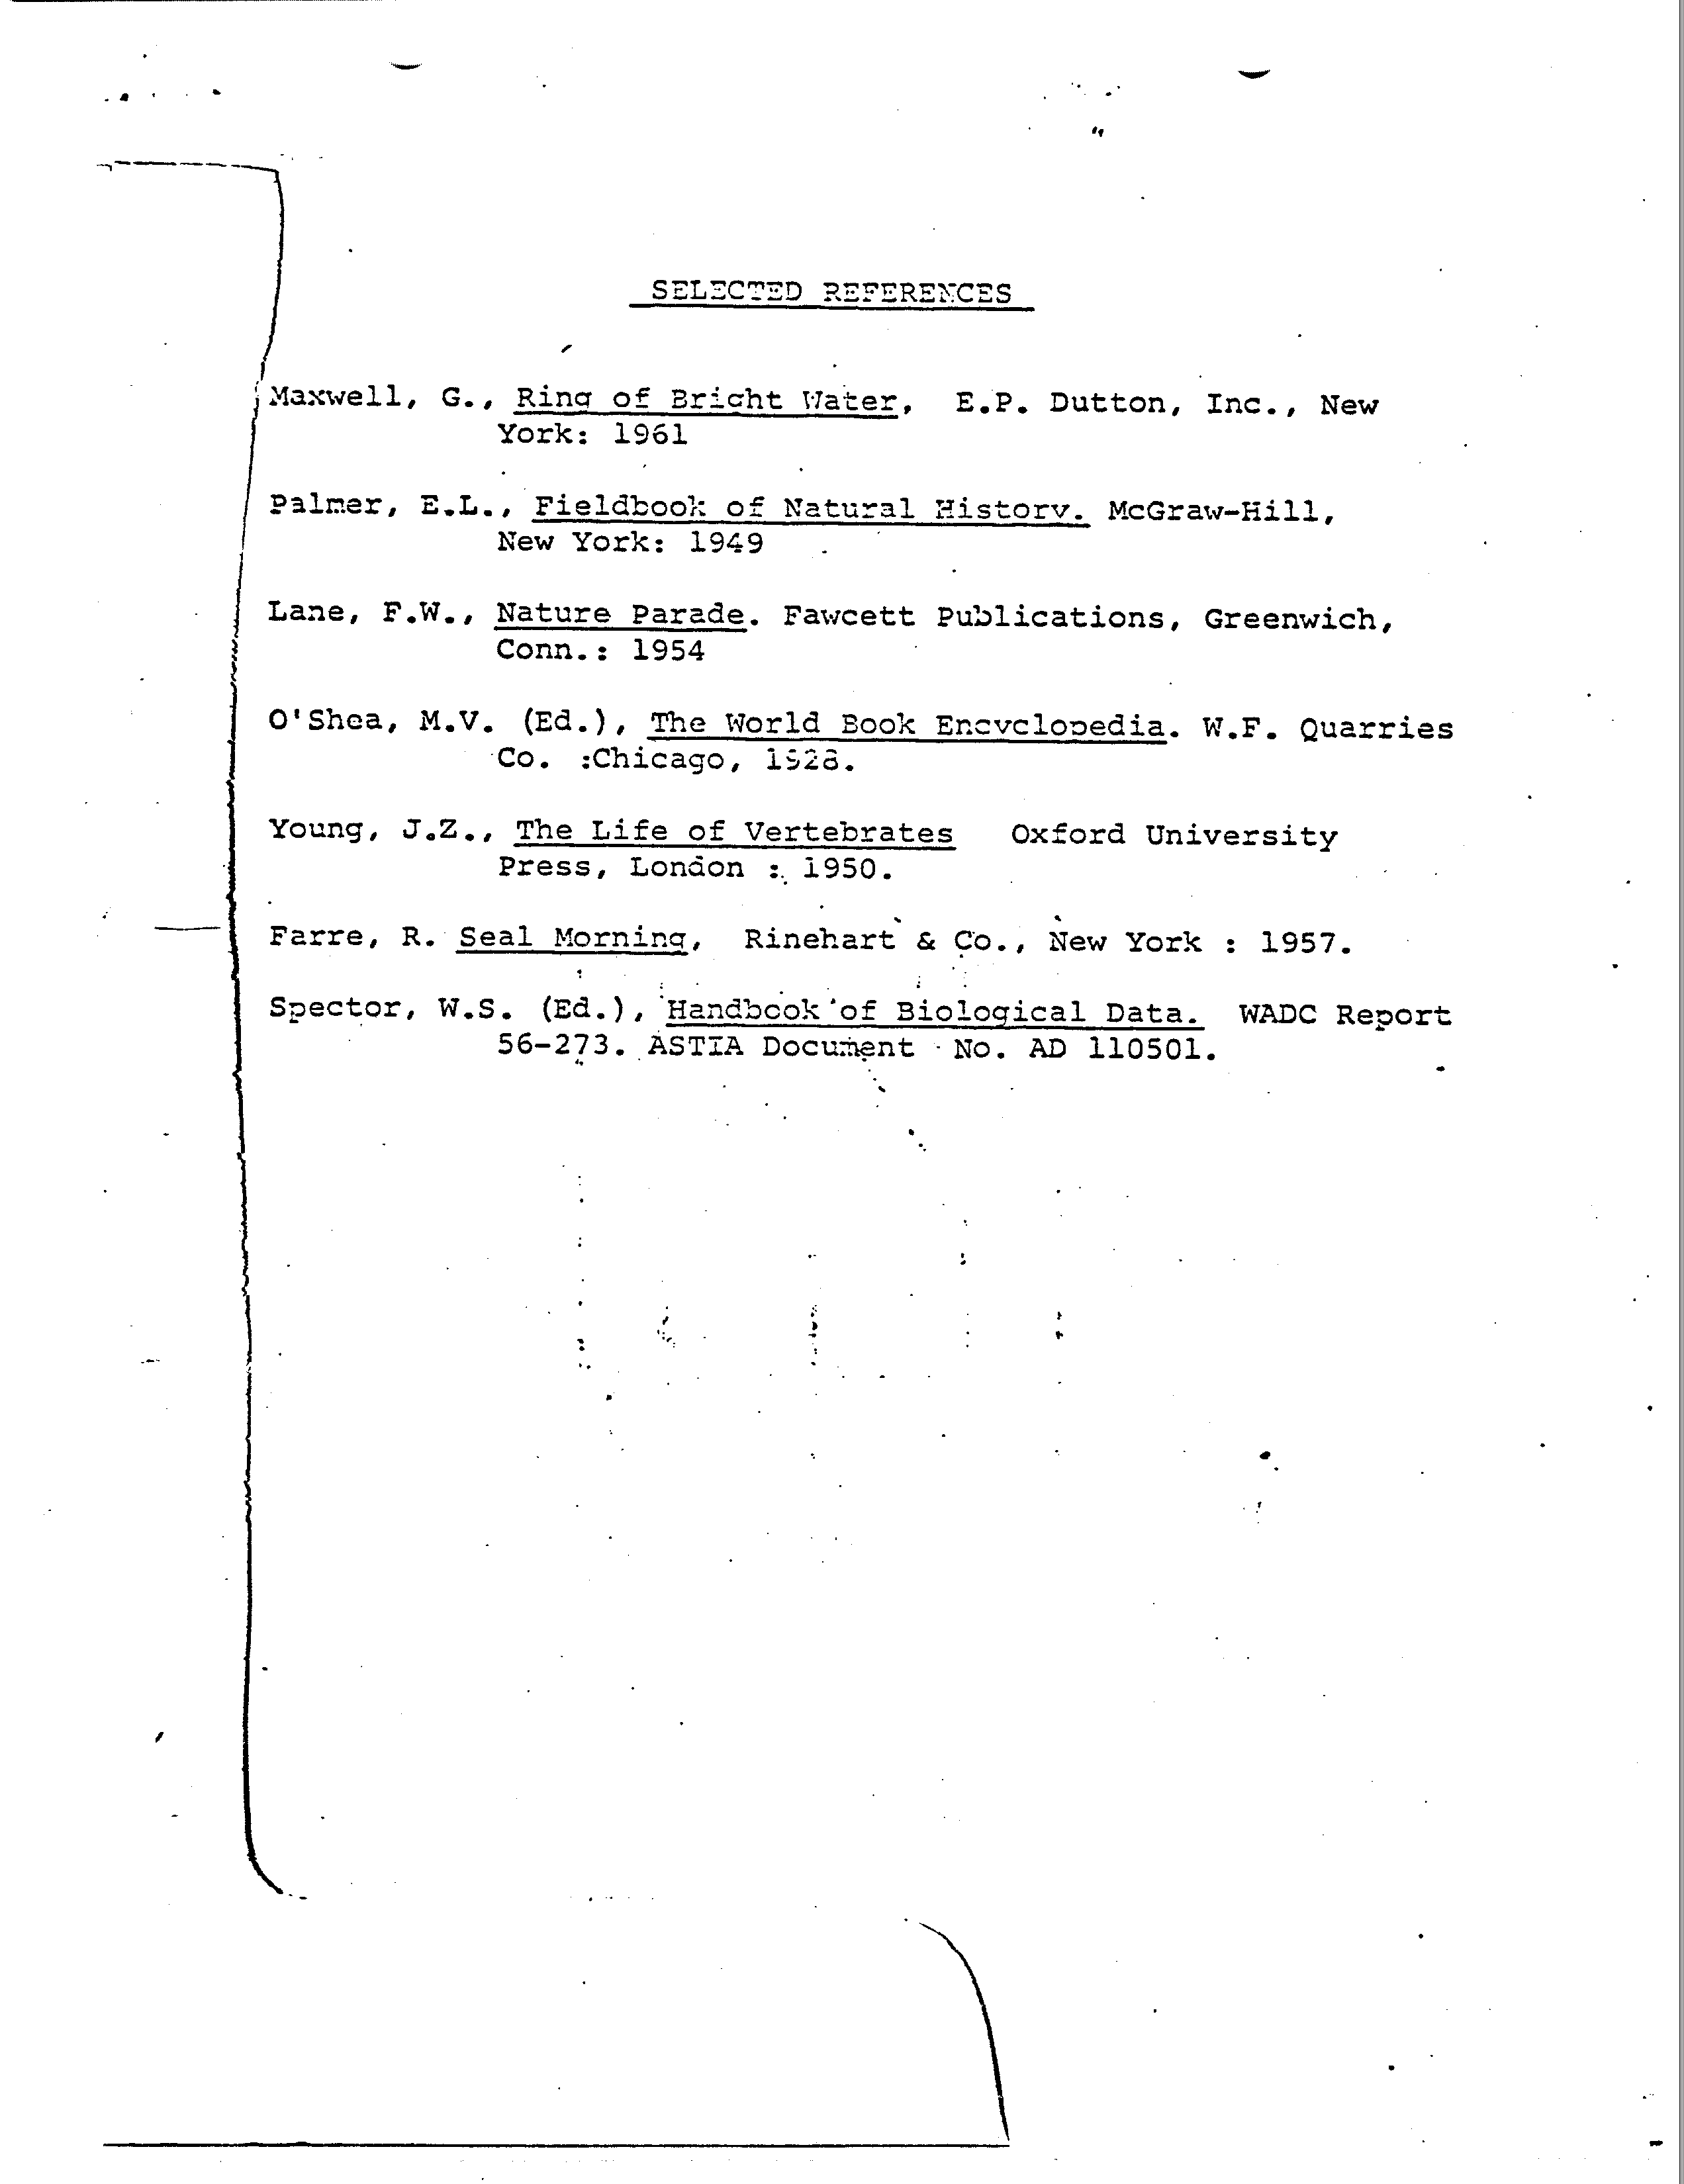 SELECTED REFERENCES
Maxwell, G., Ring of Bright Water, E.P. Dutton, Inc., New
York: 1961
Palmer, E.L., Fieldbook of Natural History. McGraw-Hill,
New York: 1949
Lane, F.W., Nature Parade. Fawcett Publications, Greenwich,
Conn.: 1954
O'Shea, M.V. (Ed.), The World Book Encyclopedia. W.F. Quarries
Co. :Chicago, 1928.
Young, J.Z., The Life of Vertebrates Oxford University
Press, London : 1950.
Farre, R. Seal Morning, Rinehart & Co., New York : 1957.
Spector, W.S. (Ed.), Handbook of Biological Data. WADC Report
56-273. ASTIA Document No. AD 110501.